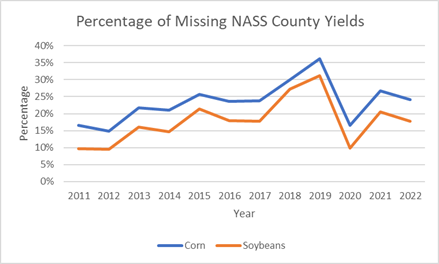 Percentage of Missing NASS County Yields
40%
35%
30%
25%
20%
15%
10%
5%
0%
Percentage
2011 2012 2013 2014 2015 2016 2017 2018 2019 2020 2021 2022
Year
Corn Soybeans